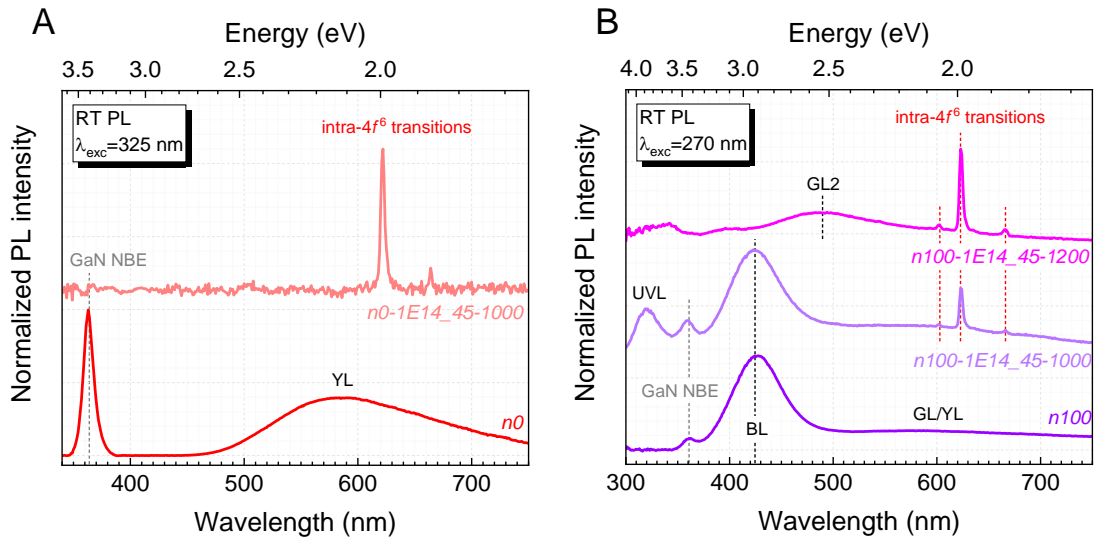 A
Energy (eV)
3.5 3.0 2.5 2.0
RT PL
λexc=325 nm
intra-4f⁶ transitions
GaN NBE
n0-1E14_45-1000
YL
n0
Normalized PL intensity
400 500 600 700
Wavelength (nm)
B
Energy (eV)
4.0 3.5 3.0 2.5 2.0
RT PL
λexc=270 nm
intra-4f⁶ transitions
GL2
n100-1E14_45-1200
UVL
n100-1E14_45-1000
GaN NBE
GL/YL
n100
BL
Normalized PL intensity
300 400 500 600 700
Wavelength (nm)